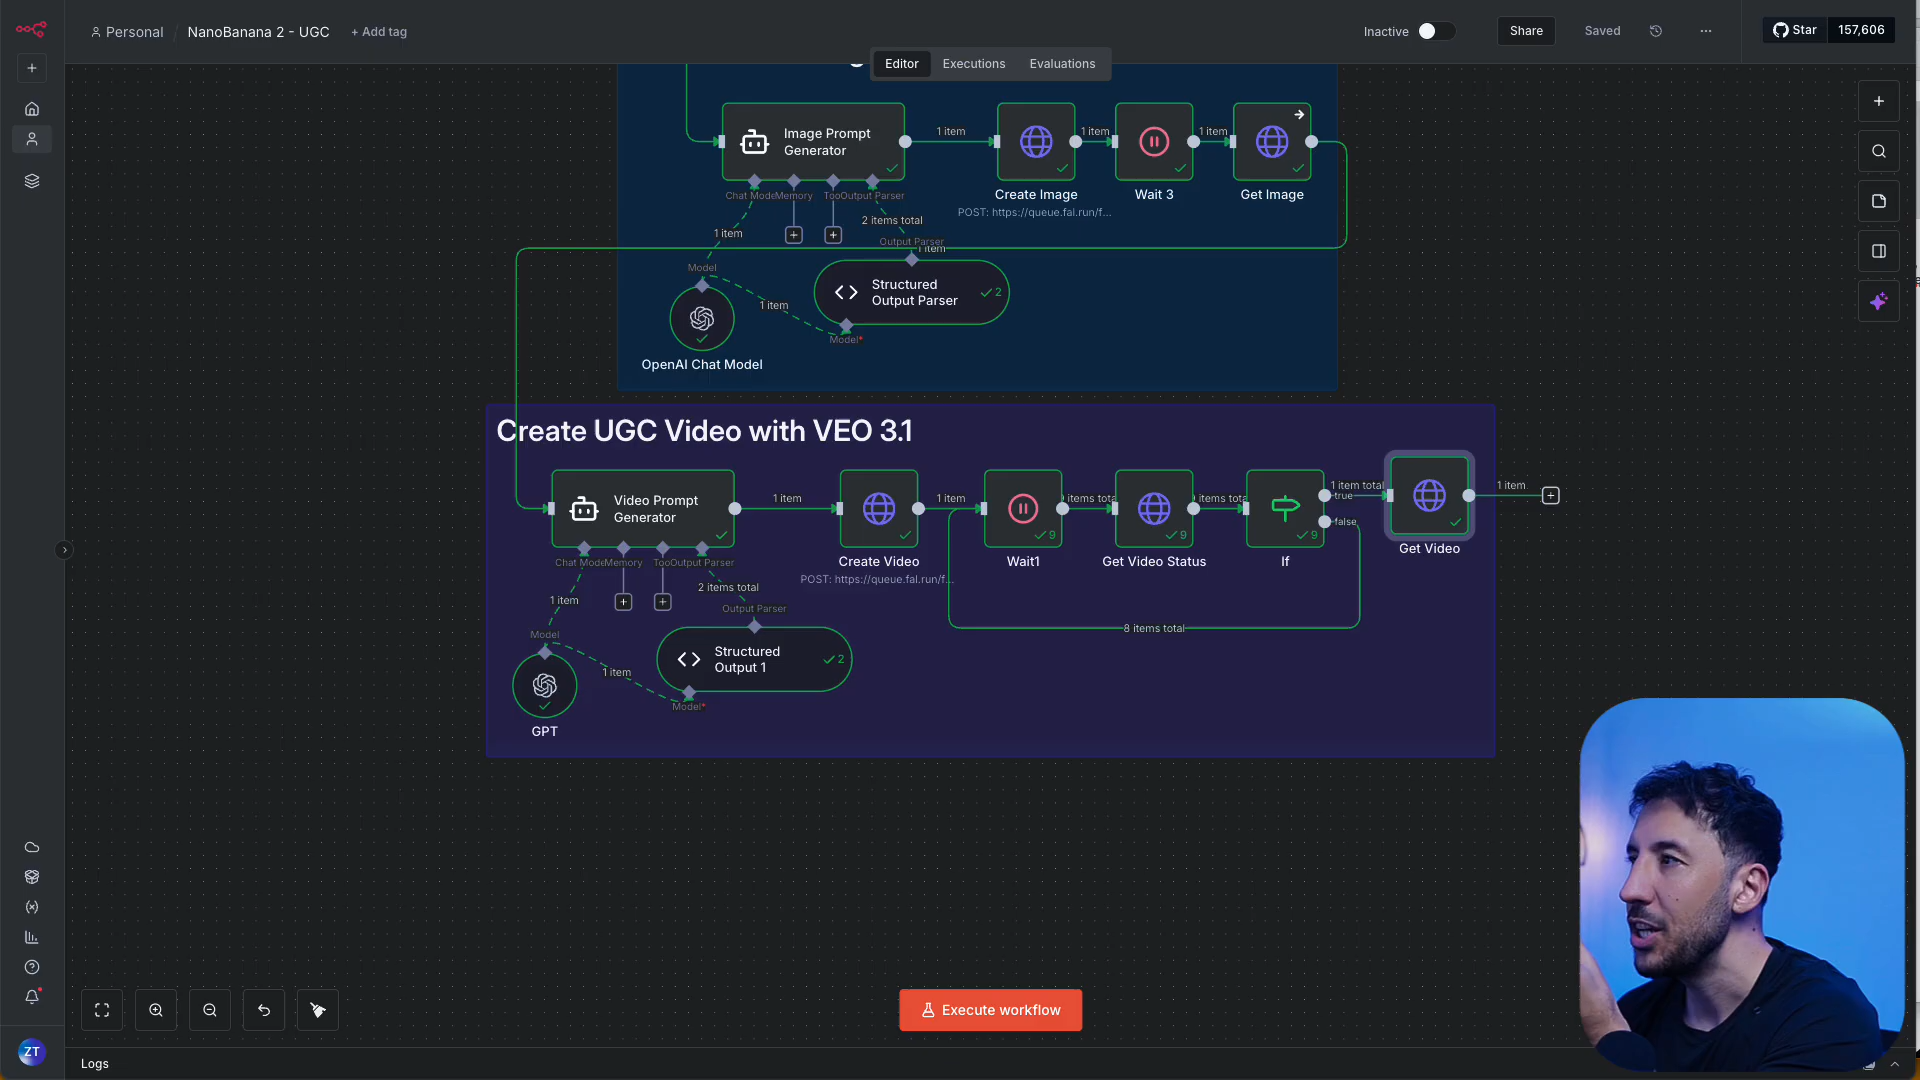 Personal / NanoBanana 2 - UGC + Add tag
Inactive
Share
Saved
Star 157,606
Editor Executions Evaluations
Image Prompt
Generator
1 item
1 item
1 item
Create Image
POST: https://queue.fal.run/f...
Wait 3
Get Image
Memory
Output Parser
2 items total
1 item
Output Parser
1 item
Model
Structured
Output Parser
2
1 item
Model*
OpenAI Chat Model
Create UGC Video with VEO 3.1
Video Prompt
Generator
1 item
1 item
1 item total
true
false
1 item
9
9
9
Create Video
POST: https://queue.fal.run/f...
Wait1
Get Video Status
If
Get Video
Memory
Output Parser
2 items total
1 item
Output Parser
8 items total
Model
Structured
Output 1
2
1 item
Model*
GPT
Execute workflow
ZT
Logs